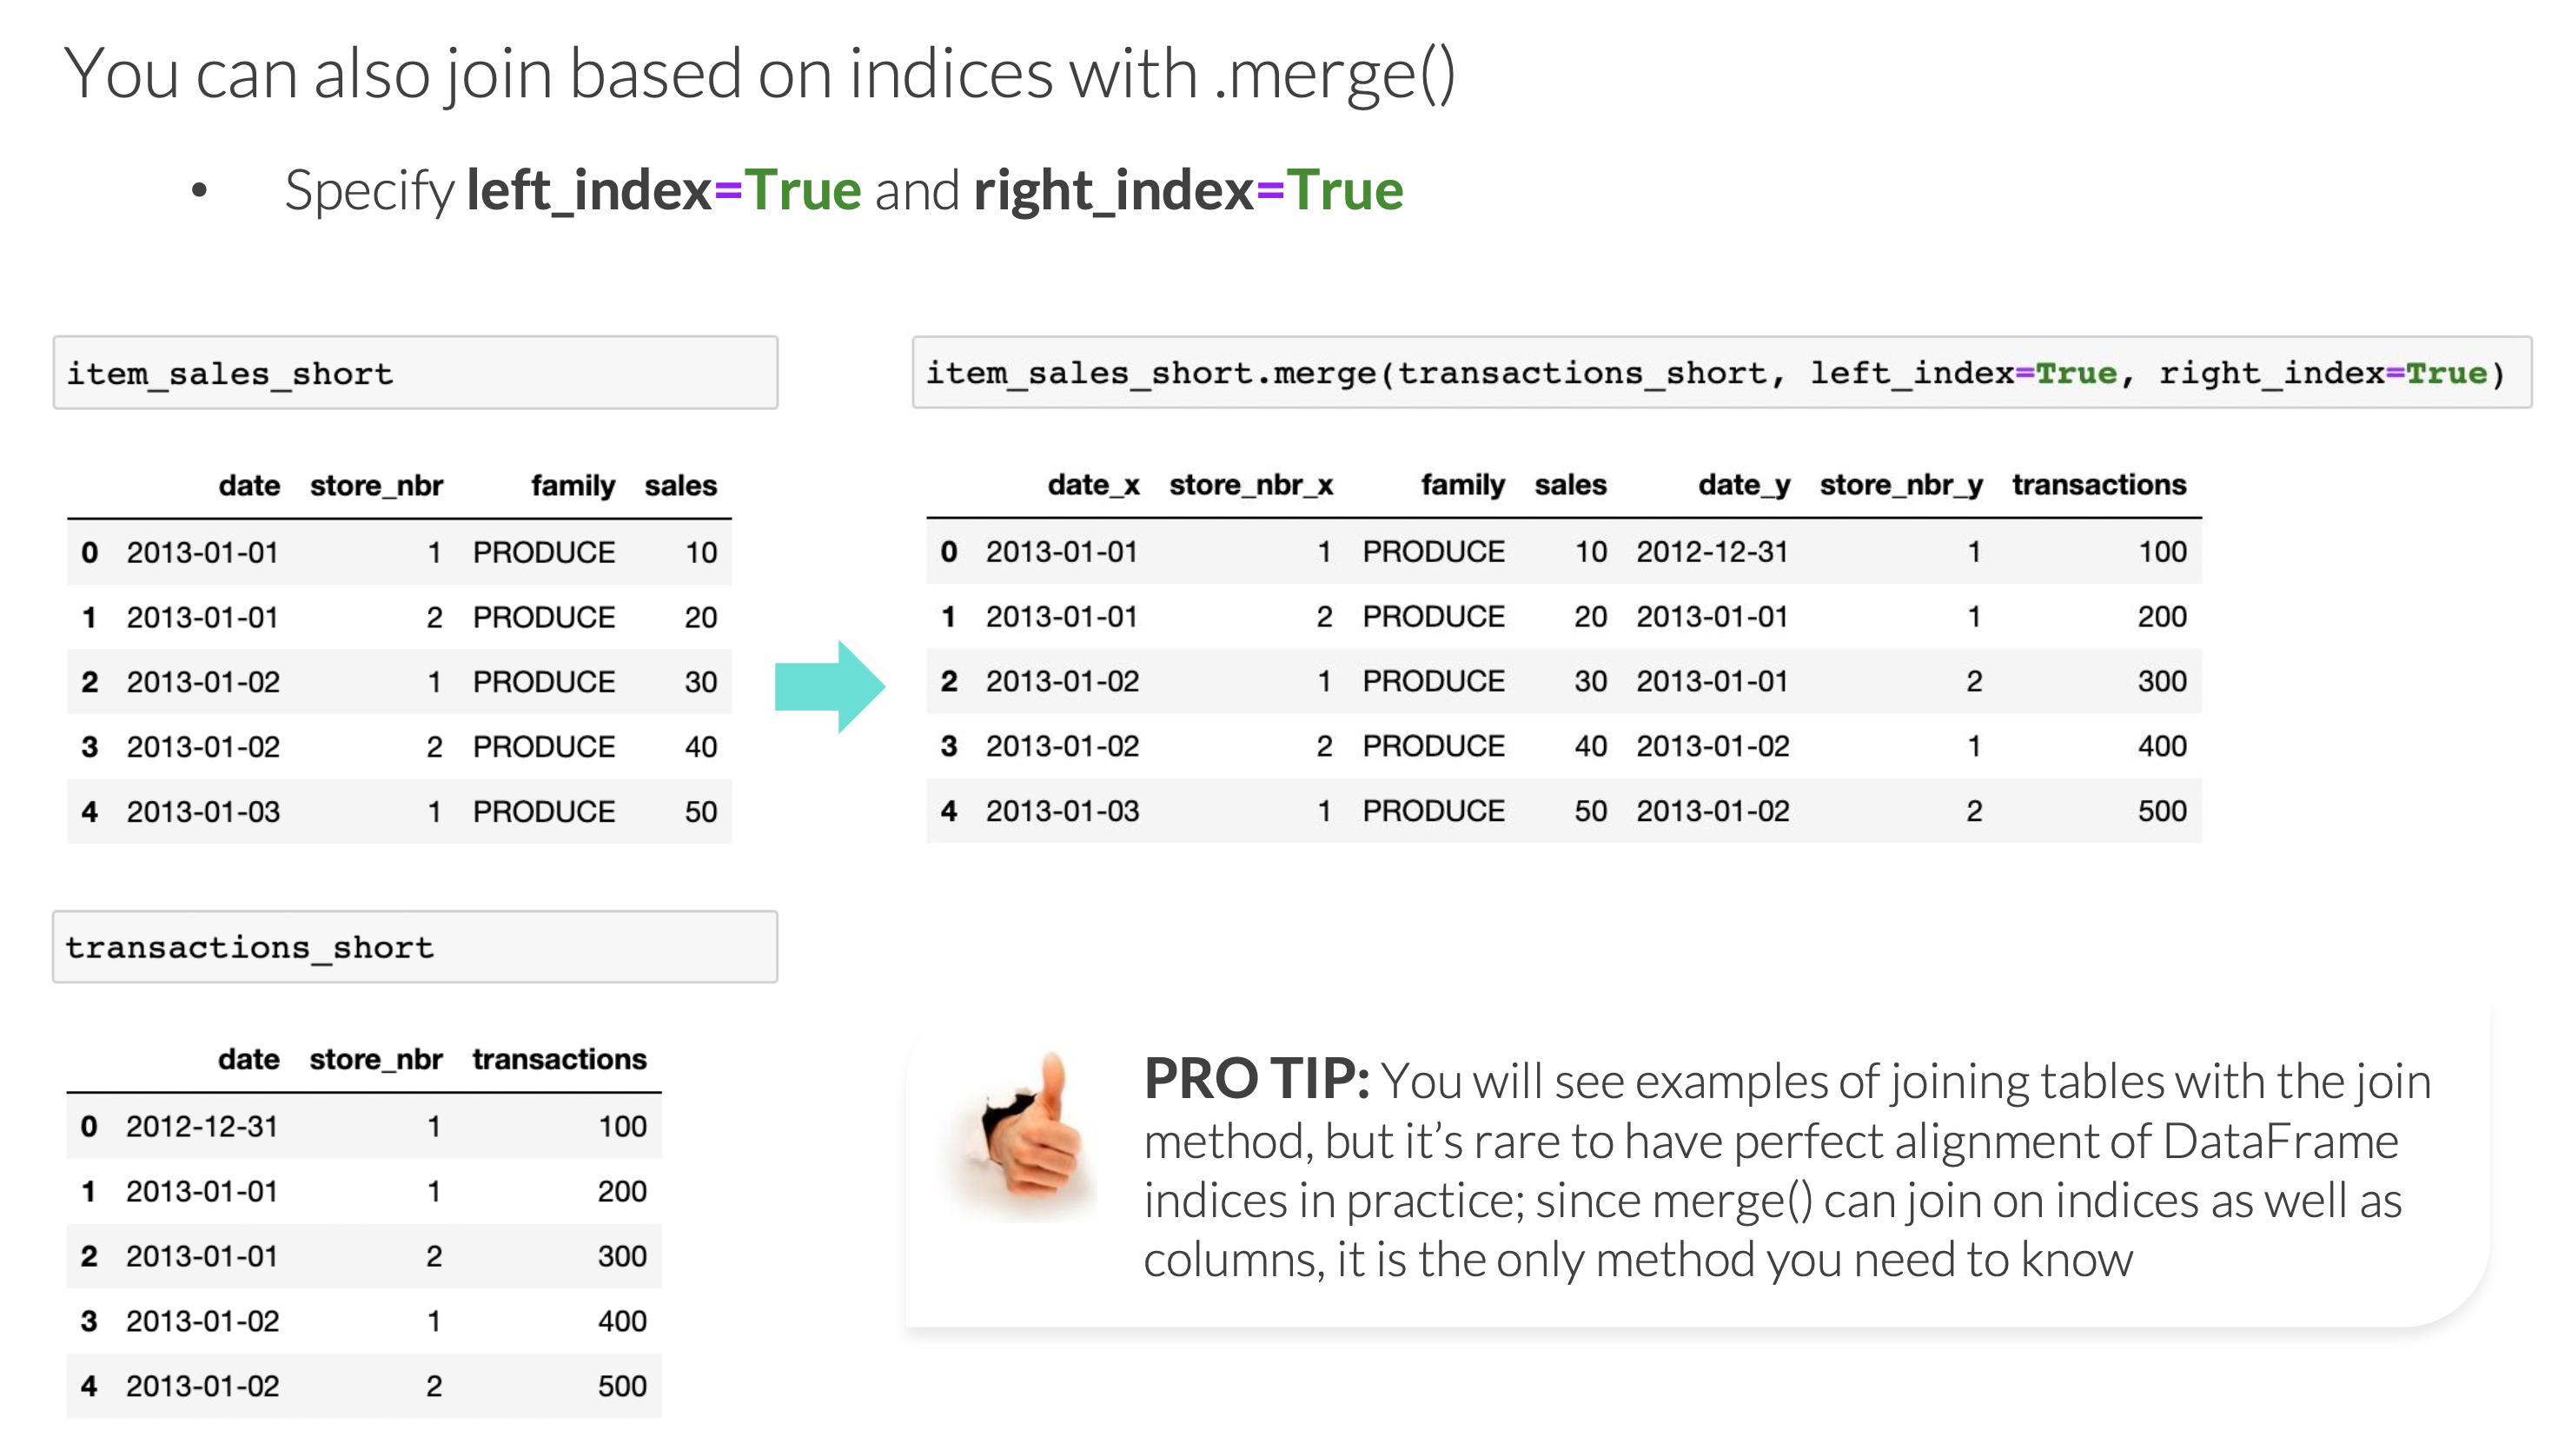 You can also join based on indices with .merge()
• Specify left_index=True and right_index=True
item_sales_short
date store_nbr family sales
0 2013-01-01 1 PRODUCE 10
1 2013-01-01 2 PRODUCE 20
2 2013-01-02 1 PRODUCE 30
3 2013-01-02 2 PRODUCE 40
4 2013-01-03 1 PRODUCE 50
transactions_short
date store_nbr transactions
0 2012-12-31 1 100
1 2013-01-01 1 200
2 2013-01-01 2 300
3 2013-01-02 1 400
4 2013-01-02 2 500
item_sales_short.merge(transactions_short, left_index=True, right_index=True)
date_x store_nbr_x family sales date_y store_nbr_y transactions
0 2013-01-01 1 PRODUCE 10 2012-12-31 1 100
1 2013-01-01 2 PRODUCE 20 2013-01-01 1 200
2 2013-01-02 1 PRODUCE 30 2013-01-01 2 300
3 2013-01-02 2 PRODUCE 40 2013-01-02 1 400
4 2013-01-03 1 PRODUCE 50 2013-01-02 2 500
PRO TIP: You will see examples of joining tables with the join
method, but it’s rare to have perfect alignment of DataFrame
indices in practice; since merge() can join on indices as well as
columns, it is the only method you need to know